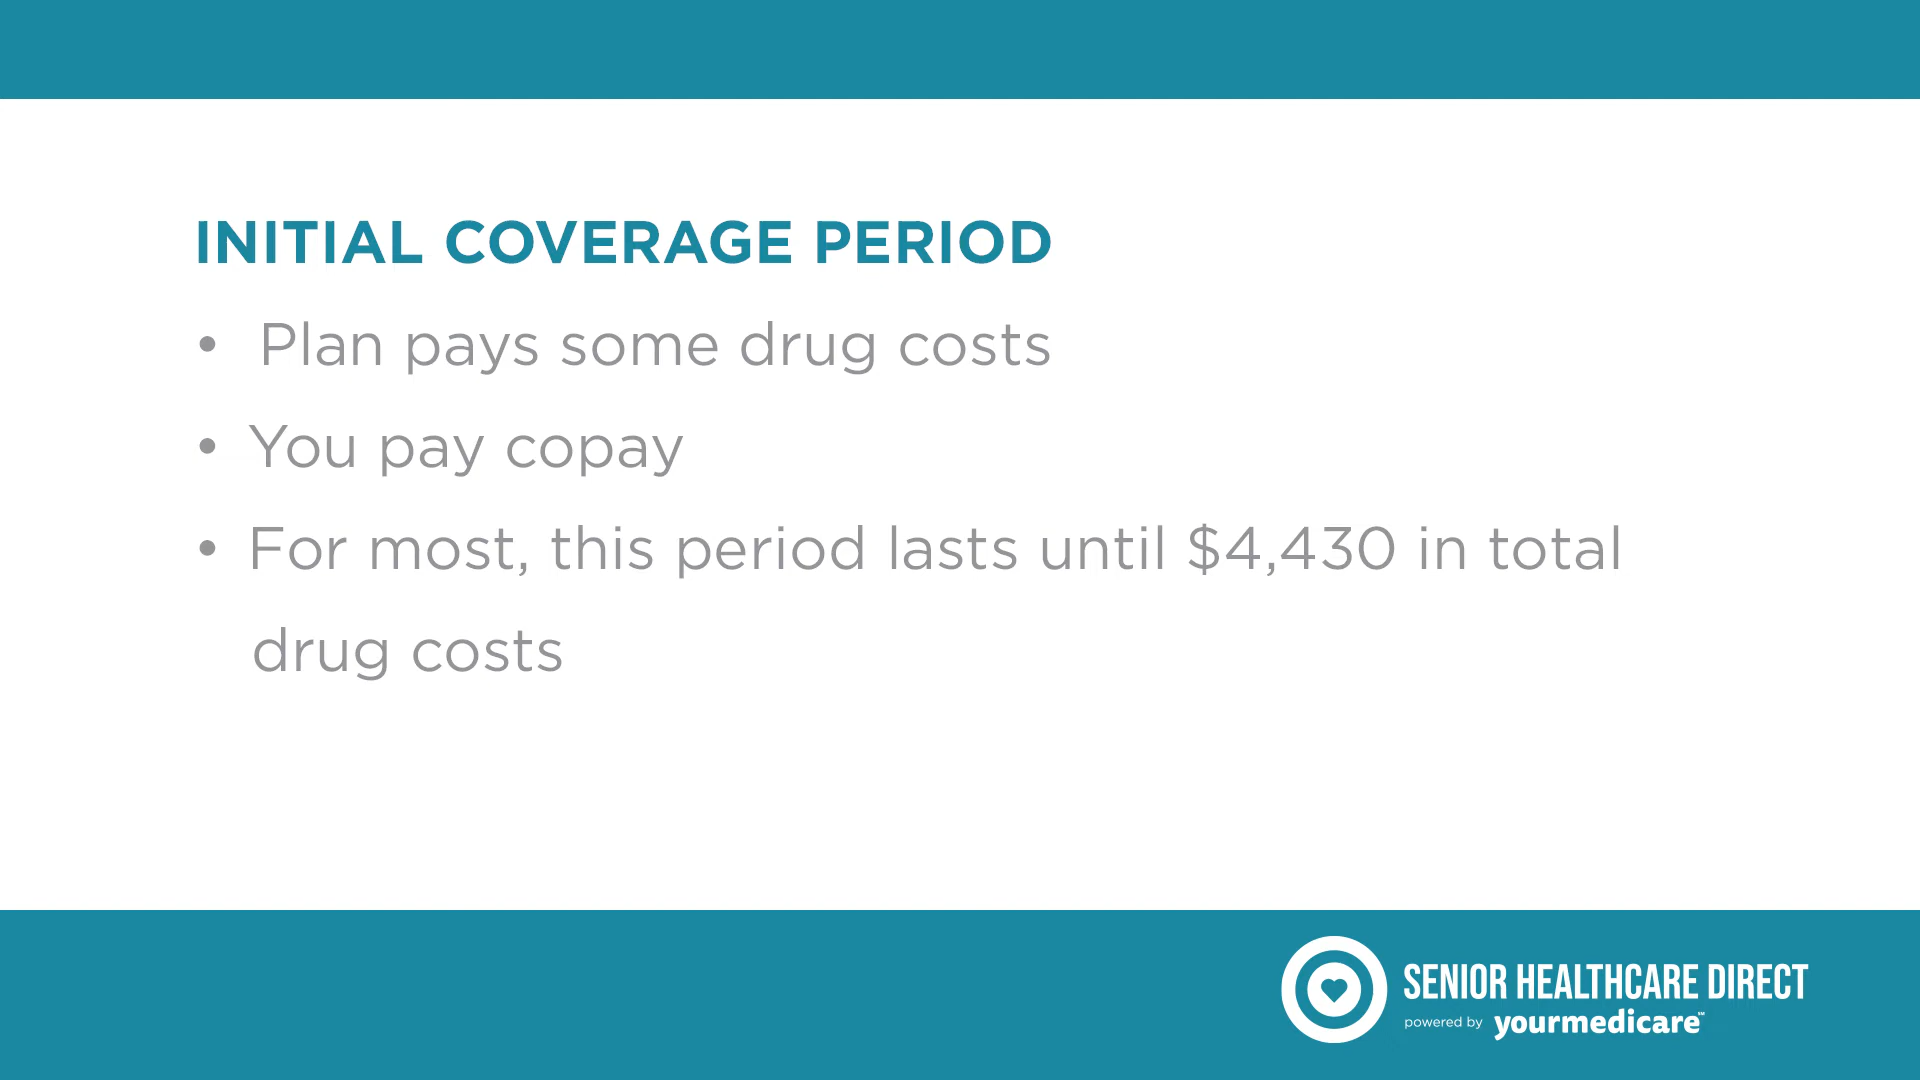 INITIAL COVERAGE PERIOD
• Plan pays some drug costs
• You pay copay
• For most, this period lasts until $4,430 in total
drug costs
SENIOR HEALTHCARE DIRECT
powered by yourmedicare™